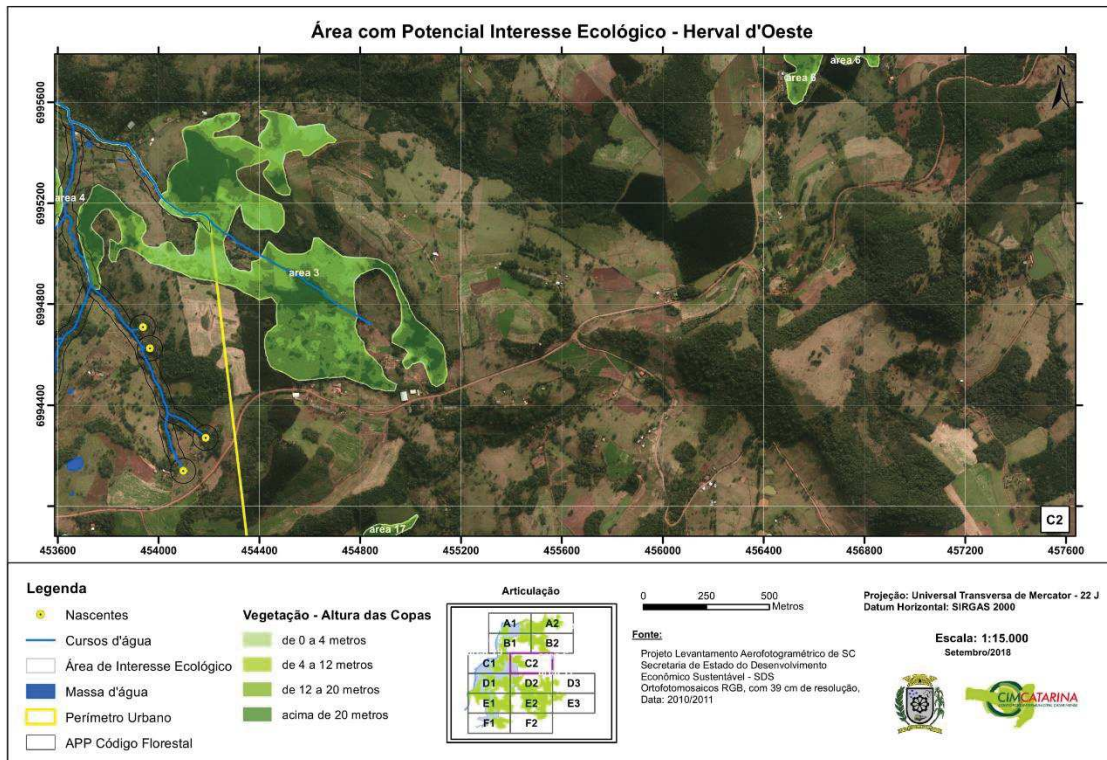 Área com Potencial Interesse Ecológico - Herval d'Oeste
area 6
area 6
N
6995600
6995200
6994800
6994400
area 4
area 3
area 17
C2
453600 454000 454400 454800 455200 455600 456000 456400 456800 457200 457600
Legenda
Nascentes
Cursos d'água
Área de Interesse Ecológico
Massa d'água
Perímetro Urbano
APP Código Florestal
Vegetação - Altura das Copas
de 0 a 4 metros
de 4 a 12 metros
de 12 a 20 metros
acima de 20 metros
Articulação
A1 A2
B1 B2
C1 C2
D1 D2 D3
E1 E2 E3
F1 F2
0 250 500
Metros
Fonte:
Projeto Levantamento Aerofotogramétrico de SC
Secretaria de Estado do Desenvolvimento
Econômico Sustentável - SDS
Ortofotomosaicos RGB, com 39 cm de resolução,
Data: 2010/2011
Projeção: Universal Transversa de Mercator - 22 J
Datum Horizontal: SIRGAS 2000
Escala: 1:15.000
Setembro/2018
CIMCATARINA